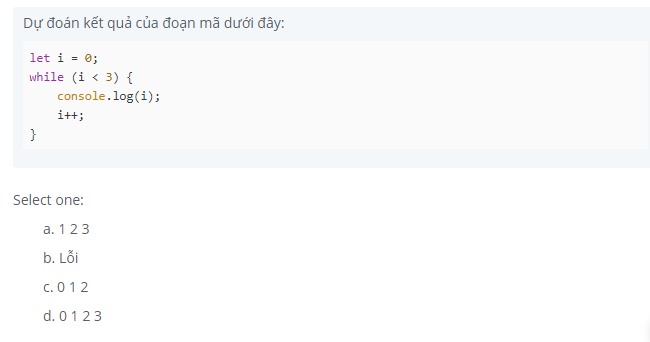 Dự đoán kết quả của đoạn mã dưới đây:
let i = 0;
while (i < 3) {
    console.log(i);
    i++;
}
Select one:
a. 1 2 3
b. Lỗi
c. 0 1 2
d. 0 1 2 3